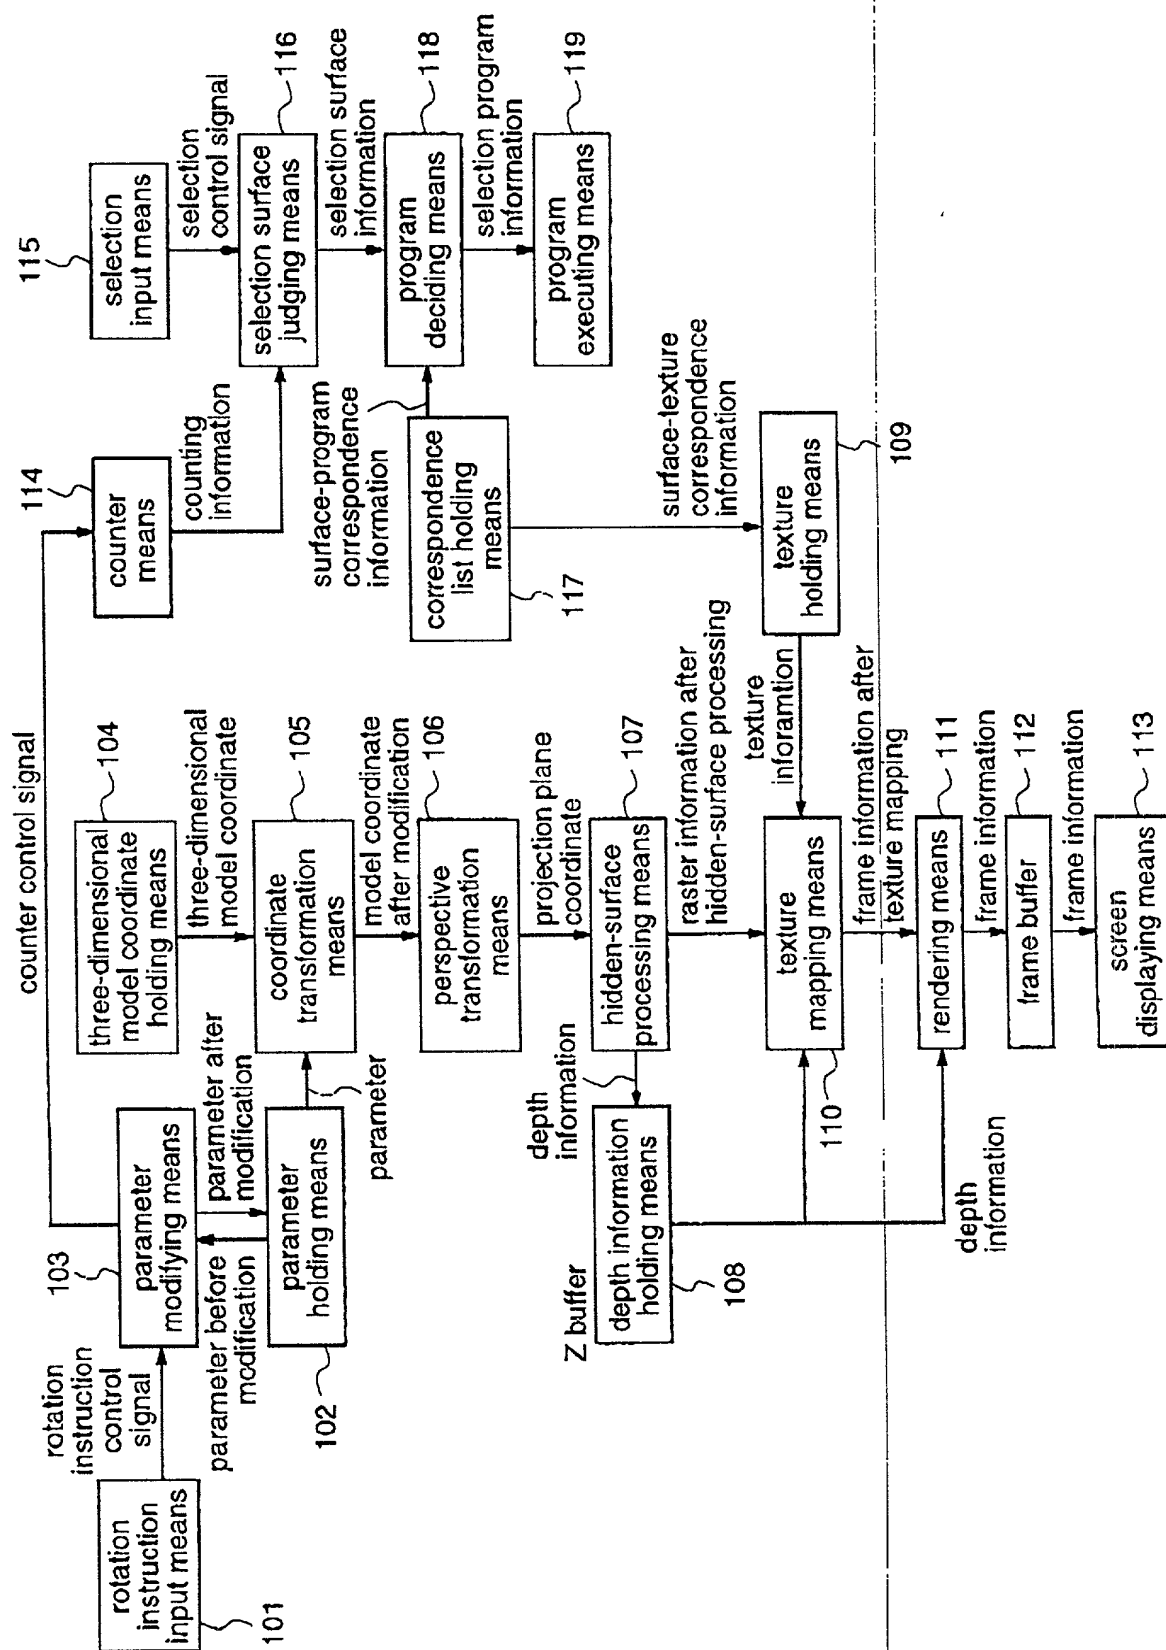 rotation
instruction
input means
101
rotation
instruction
control
signal
parameter
modifying means
103
counter control signal
parameter before
modification
parameter after
modification
parameter
holding means
102
parameter
three-dimensional
model coordinate
holding means
104
three-dimensional
model coordinate
coordinate
transformation
means
105
model coordinate
after modification
perspective
transformation
means
106
projection plane
coordinate
hidden-surface
processing means
107
depth
information
Z buffer
depth information
holding means
108
raster information after
hidden-surface processing
texture
mapping means
110
texture
inforamtion
texture
holding means
109
surface-texture
correspondence
information
frame information after
texture mapping
rendering means
111
depth
information
frame information
frame buffer
112
frame information
screen
displaying means
113
counter
means
114
counting
information
selection
input means
115
selection
control signal
selection surface
judging means
116
selection surface
information
surface-program
correspondence
information
correspondence
list holding
means
117
program
deciding means
118
selection program
information
program
executing means
119